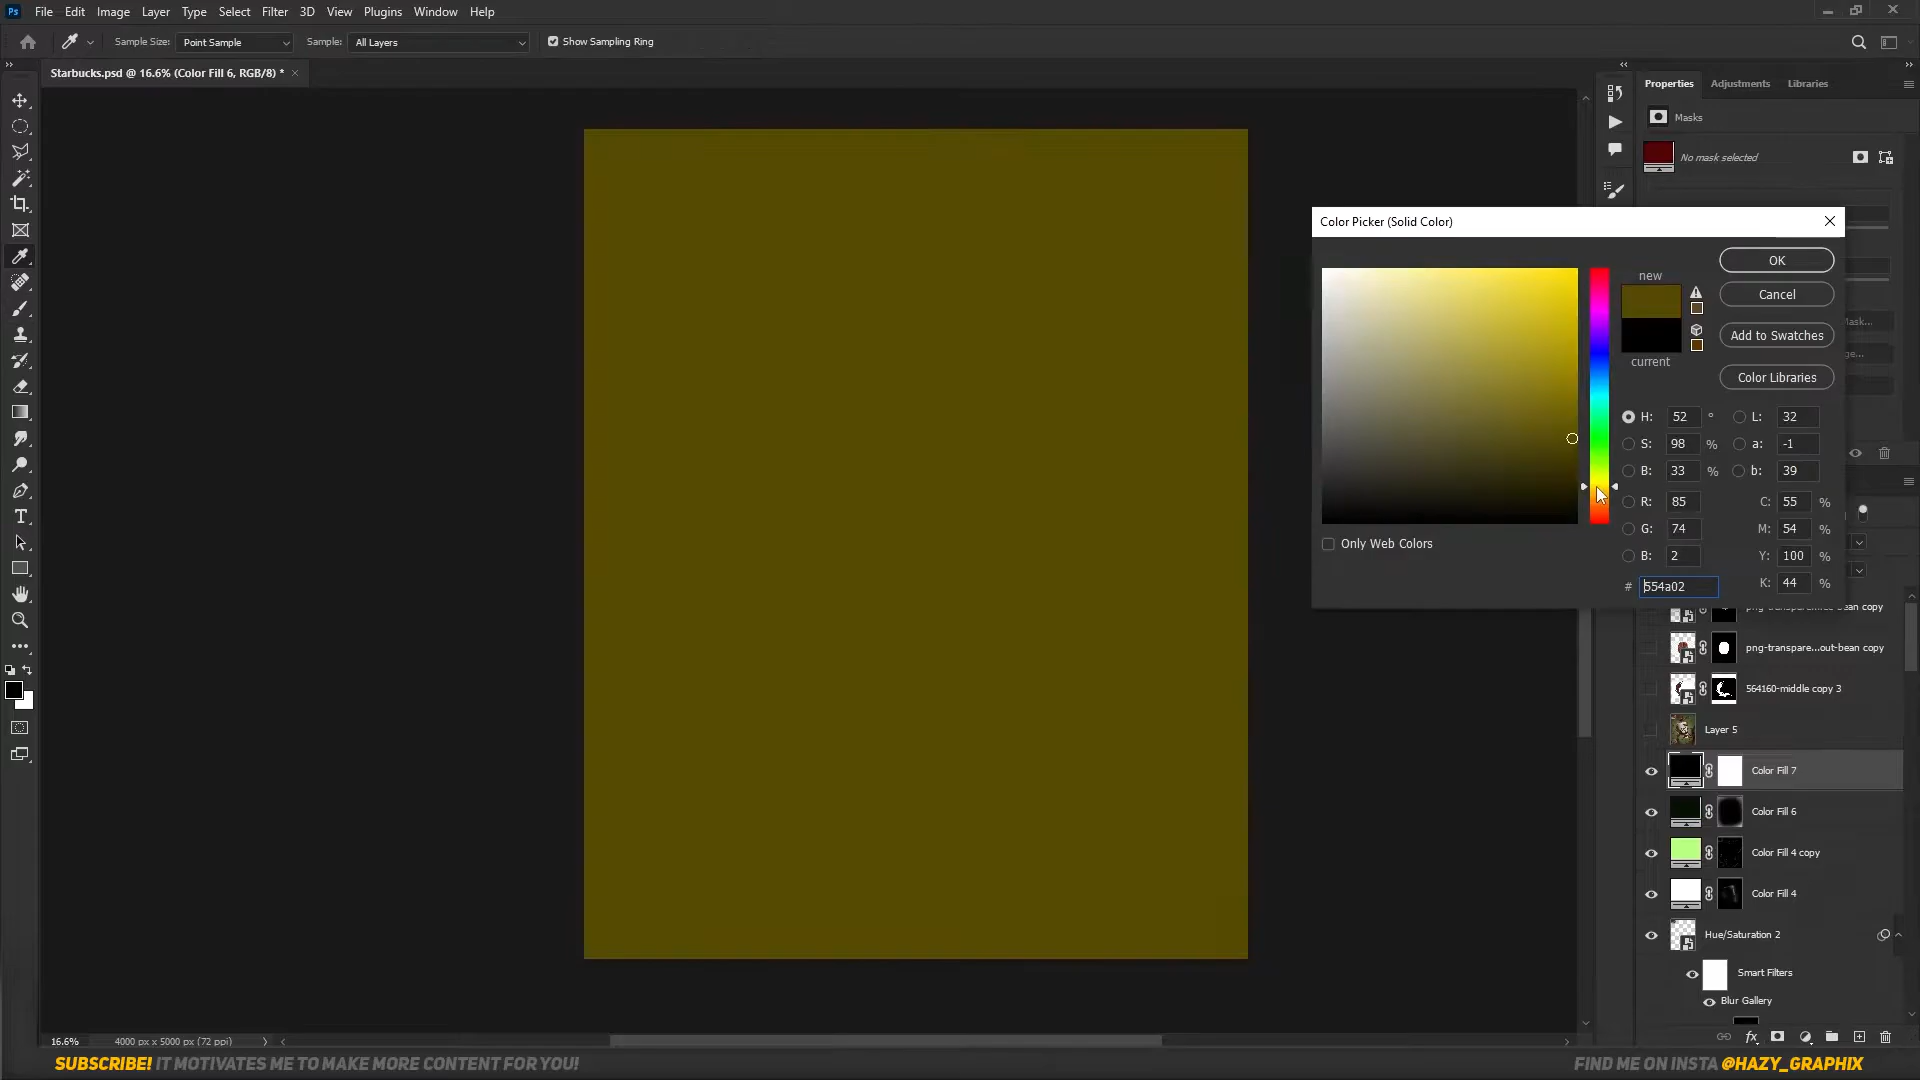 Ps File Edit Image Layer Type Select Filter 3D View Plugins Window Help
Sample Size: Point Sample Sample: All Layers Show Sampling Ring
Starbucks.psd @ 16.6% (Color Fill 6, RGB/8) *
Properties Adjustments Libraries
Masks
No mask selected
Color Picker (Solid Color)
new
current
OK
Cancel
Add to Swatches
Color Libraries
H: 52 ° L: 32
S: 98 % a: -1
B: 33 % b: 39
R: 85 C: 55 %
G: 74 M: 54 %
B: 2 Y: 100 %
# 554a02 K: 44 %
Only Web Colors
png-transpare...out-bean copy
564160-middle copy 3
Layer 5
Color Fill 7
Color Fill 6
Color Fill 4 copy
Color Fill 4
Hue/Saturation 2
Smart Filters
Blur Gallery
fx
16.6% 4000 px x 5000 px (72 ppi)
SUBSCRIBE! IT MOTIVATES ME TO MAKE MORE CONTENT FOR YOU!
FIND ME ON INSTA @HAZY_GRAPHIX